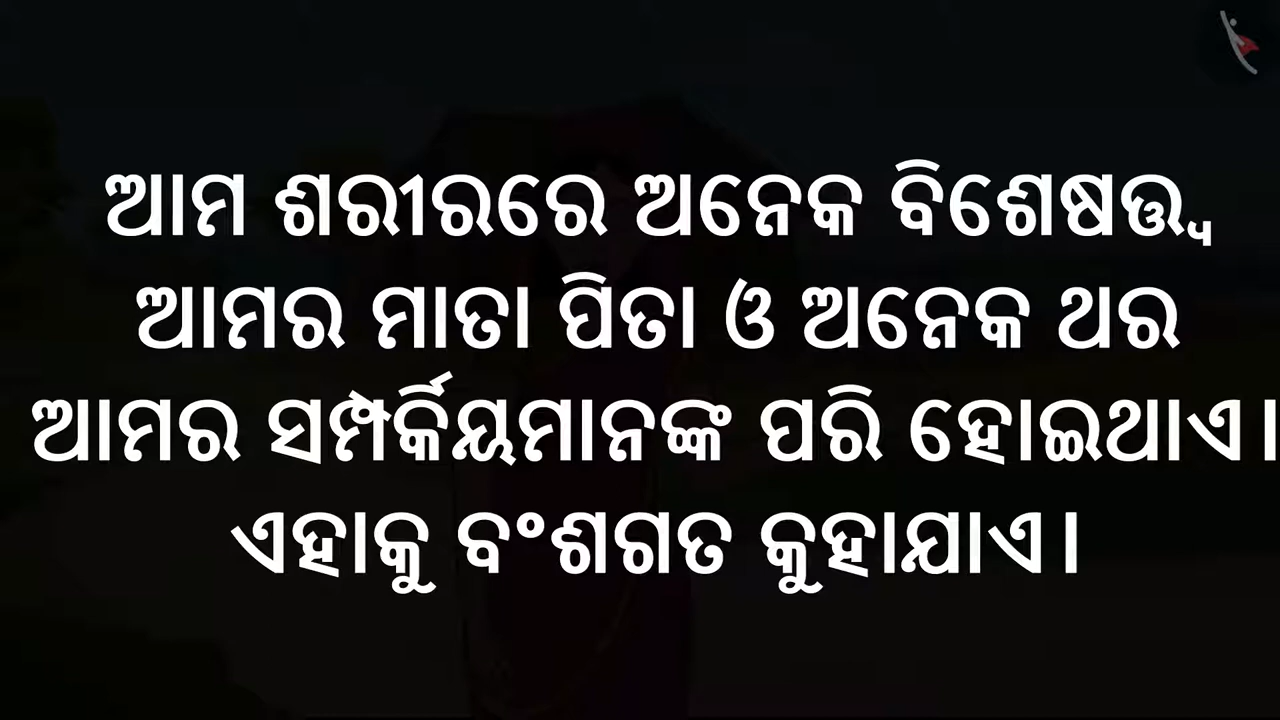 ଆମ ଶରୀରରେ ଅନେକ ବିଶେଷତ୍ତ୍ୱ
ଆମର ମାତା ପିତା ଓ ଅନେକ ଥର
ଆମର ସମ୍ପର୍କିୟମାନଙ୍କ ପରି ହୋଇଥାଏ।
ଏହାକୁ ବଂଶଗତ କୁହାଯାଏ।